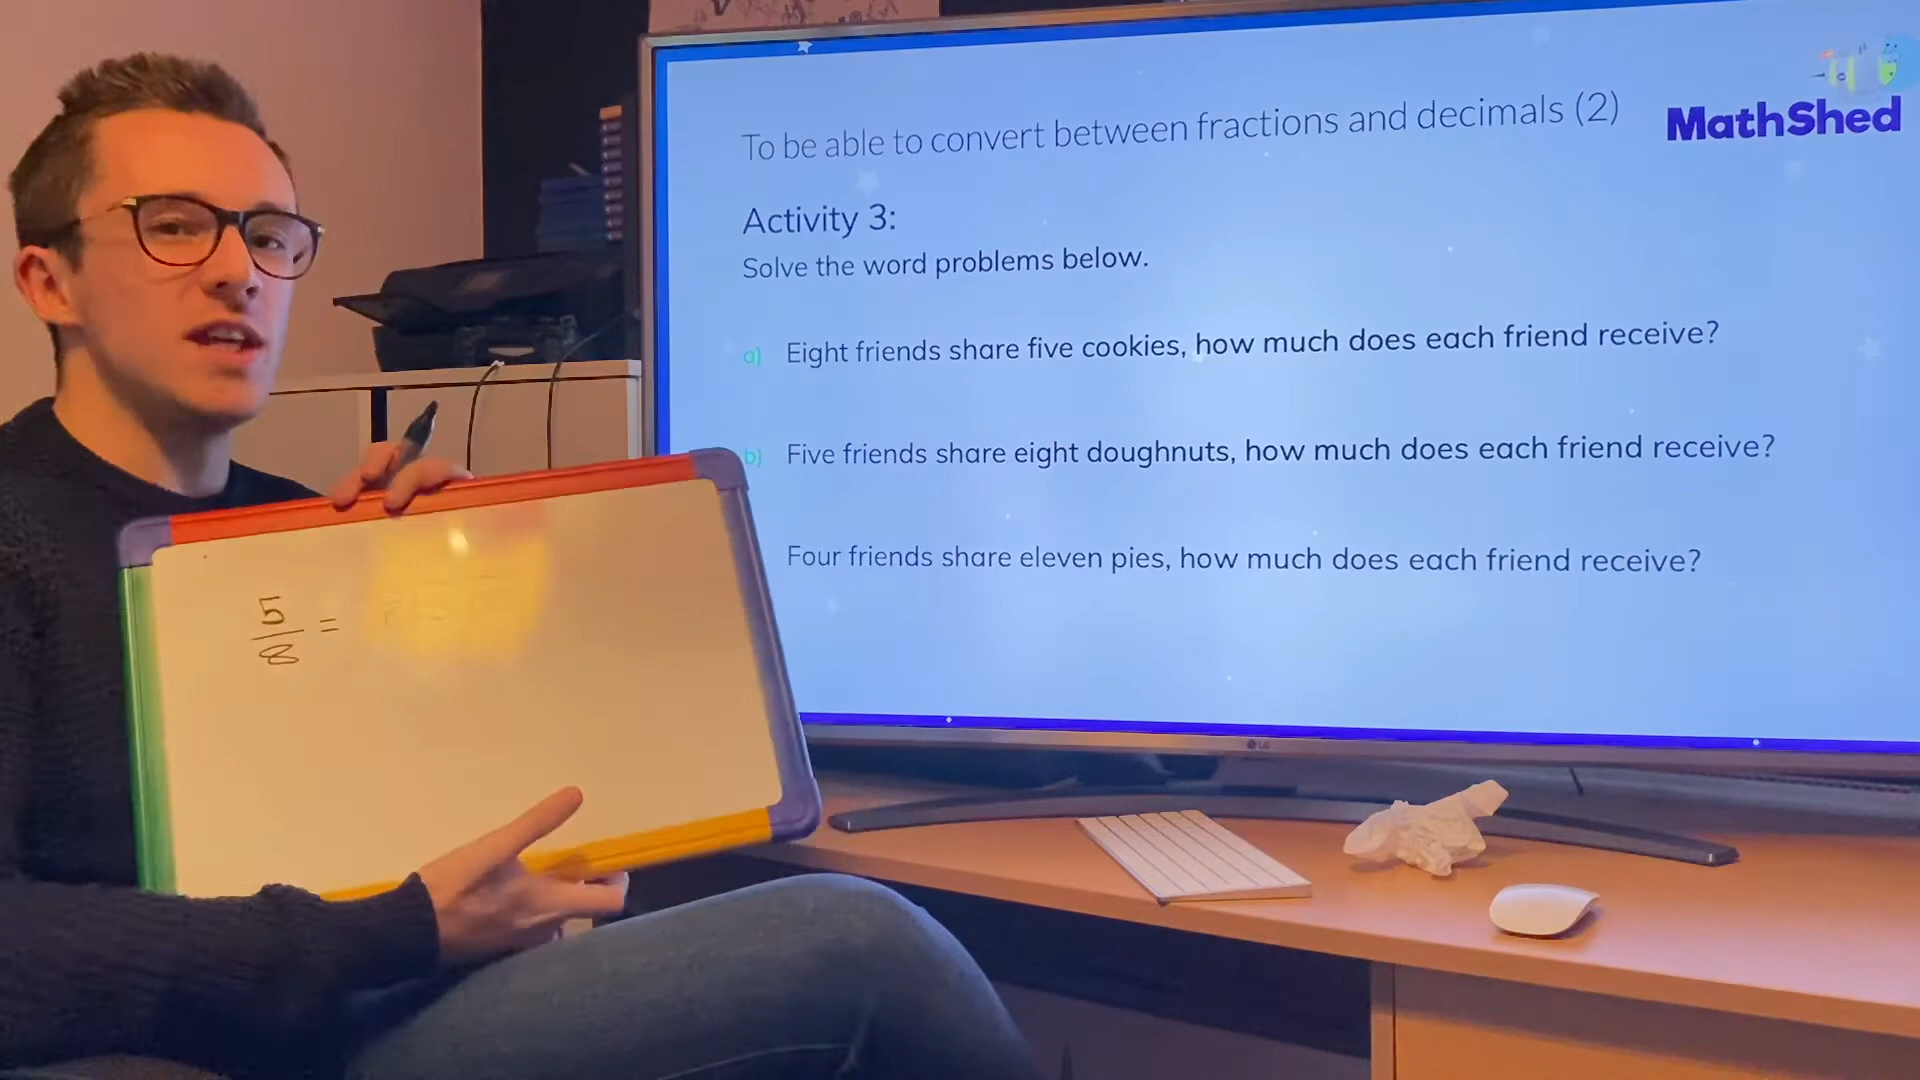 To be able to convert between fractions and decimals (2)
MathShed
Activity 3:
Solve the word problems below.
a) Eight friends share five cookies, how much does each friend receive?
b) Five friends share eight doughnuts, how much does each friend receive?
Four friends share eleven pies, how much does each friend receive?
5
8 =
LG